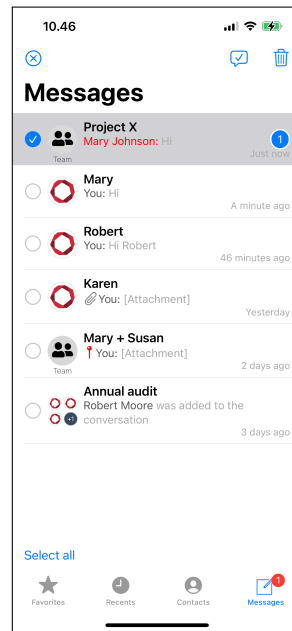 10.46
Messages
Project X
Mary Johnson: Hi
1
Just now
Team
Mary
You: Hi
A minute ago
Robert
You: Hi Robert
46 minutes ago
Karen
You: [Attachment]
Yesterday
Mary + Susan
You: [Attachment]
Team
2 days ago
Annual audit
Robert Moore was added to the
conversation
+1
3 days ago
Select all
1
Favorites Recents Contacts Messages